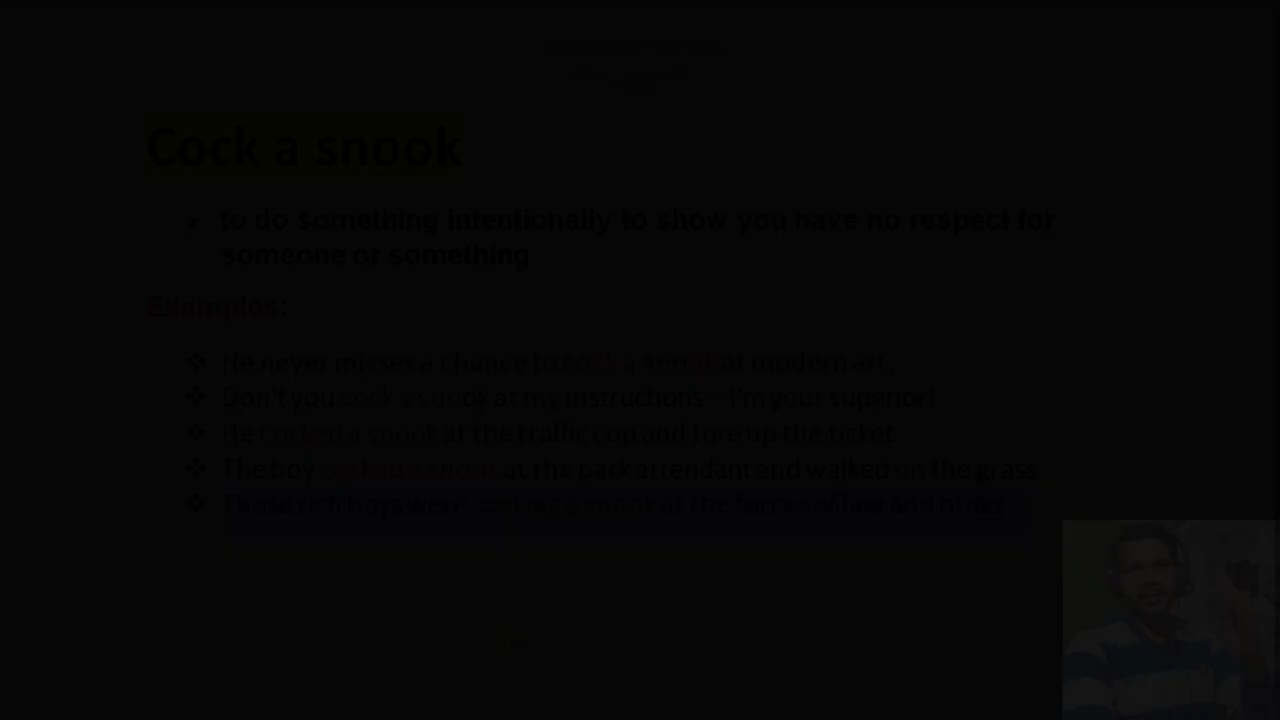 Cock a snook
to do something intentionally to show you have no respect for
someone or something
Examples:
He never misses a chance to cock a snook at modern art.
Don't you cock a snook at my instructions – I'm your superior!
He cocked a snook at the traffic cop and tore up the ticket.
The boy cocked a snook at the park attendant and walked on the grass
Those rich boys were cocking a snook at the forces of law and